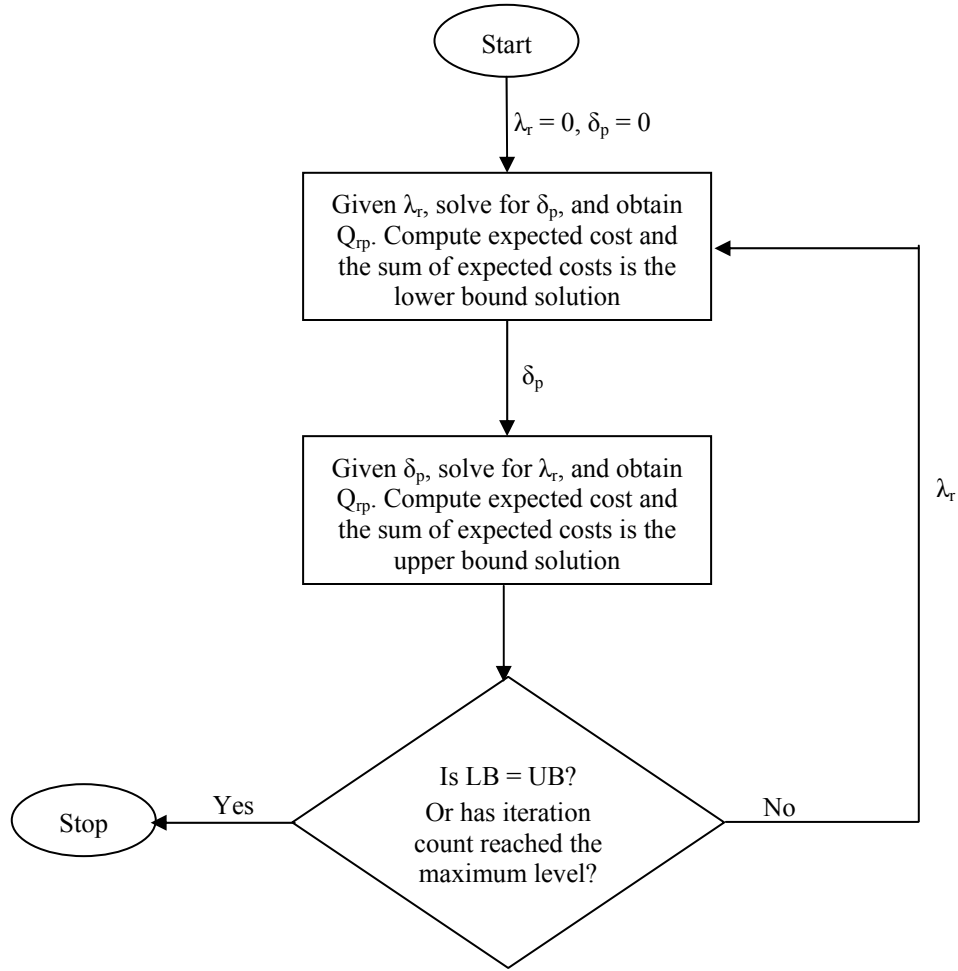 Start
λr = 0, δp = 0
Given λr, solve for δp, and obtain
Qrp. Compute expected cost and
the sum of expected costs is the
lower bound solution
δp
Given δp, solve for λr, and obtain
Qrp. Compute expected cost and
the sum of expected costs is the
upper bound solution
λr
Is LB = UB?
Or has iteration
count reached the
maximum level?
Yes
No
Stop